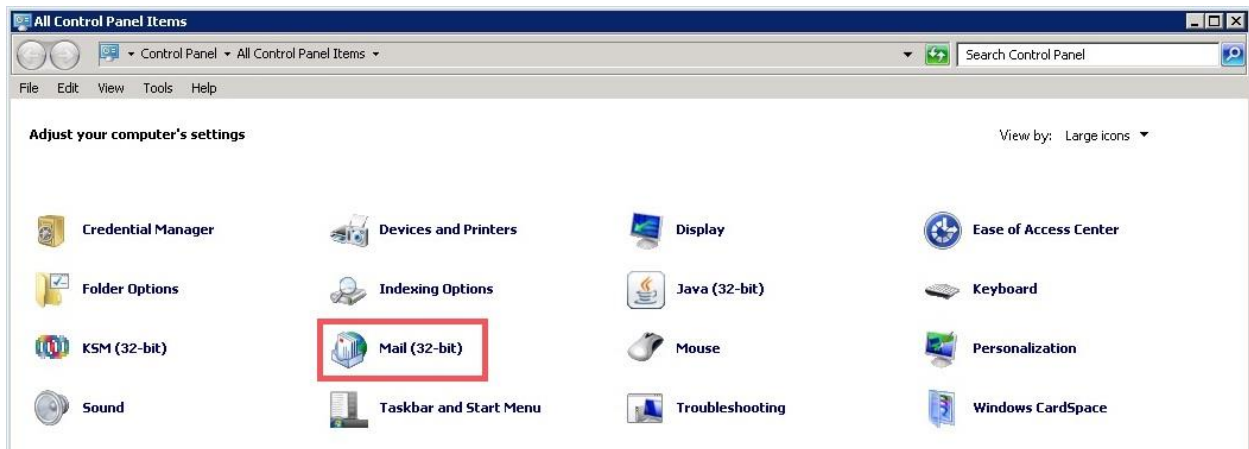 All Control Panel Items
Control Panel All Control Panel Items Search Control Panel
File Edit View Tools Help
Adjust your computer's settings View by: Large icons
Credential Manager Devices and Printers Display Ease of Access Center
Folder Options Indexing Options Java (32-bit) Keyboard
KSM (32-bit) Mail (32-bit) Mouse Personalization
Sound Taskbar and Start Menu Troubleshooting Windows CardSpace